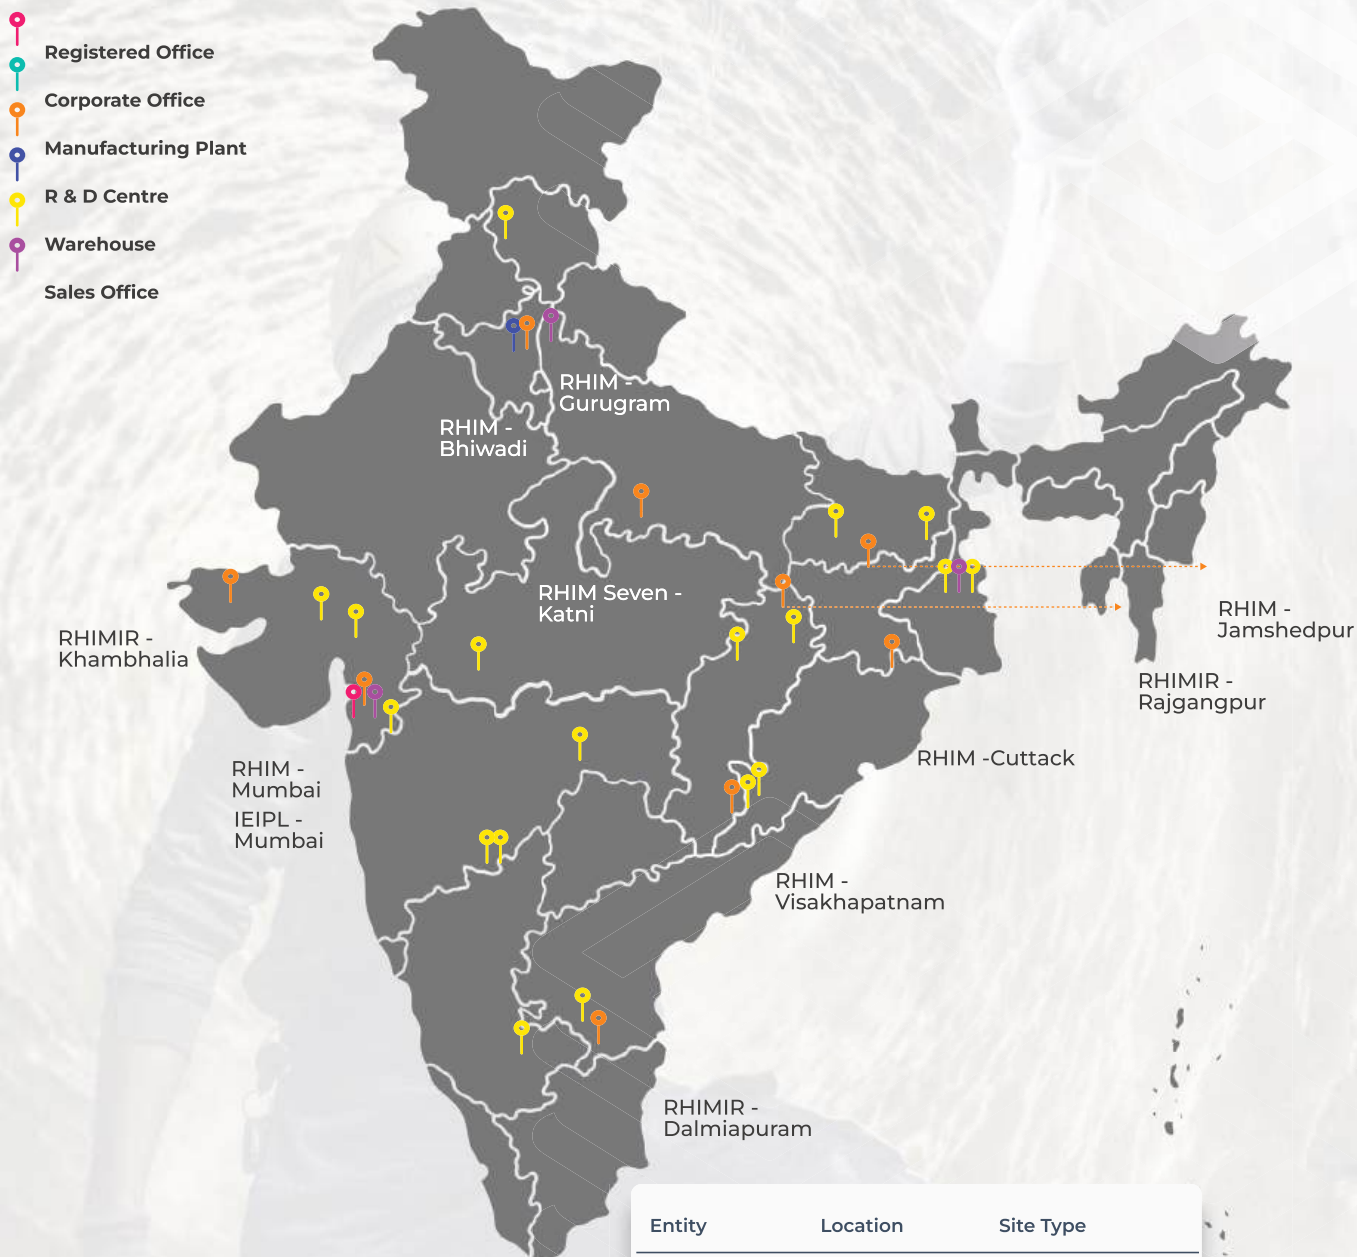 Registered Office
Corporate Office
Manufacturing Plant
R & D Centre
Warehouse
Sales Office
RHIM -
Gurugram
RHIM -
Bhiwadi
RHIM Seven -
Katni
RHIMIR -
Khambhalia
RHIM -
Jamshedpur
RHIMIR -
Rajgangpur
RHIM -Cuttack
RHIM -
Mumbai
IEIPL -
Mumbai
RHIM -
Visakhapatnam
RHIMIR -
Dalmiapuram
Entity Location Site Type